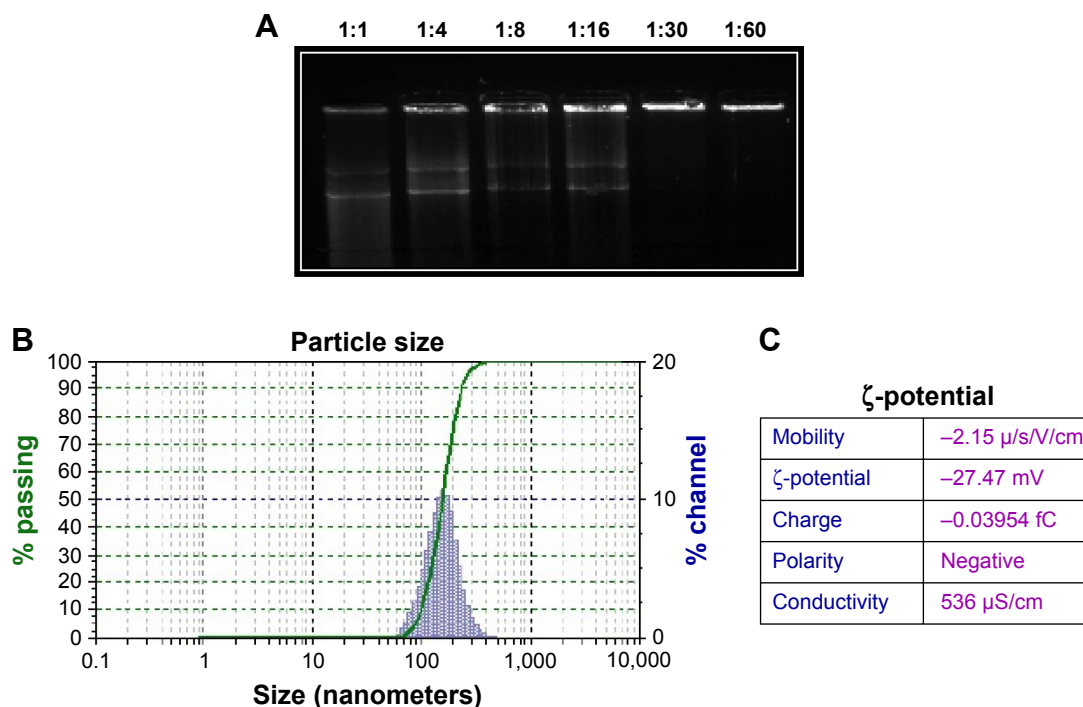 A
1:1 1:4 1:8 1:16 1:30 1:60
B
Particle size
% passing
100
90
80
70
60
50
40
30
20
10
0
20
10
0
% channel
0.1 1 10 100 1,000 10,000
Size (nanometers)
C
ζ-potential
Mobility –2.15 μ/s/V/cm
ζ-potential –27.47 mV
Charge –0.03954 fC
Polarity Negative
Conductivity 536 μS/cm